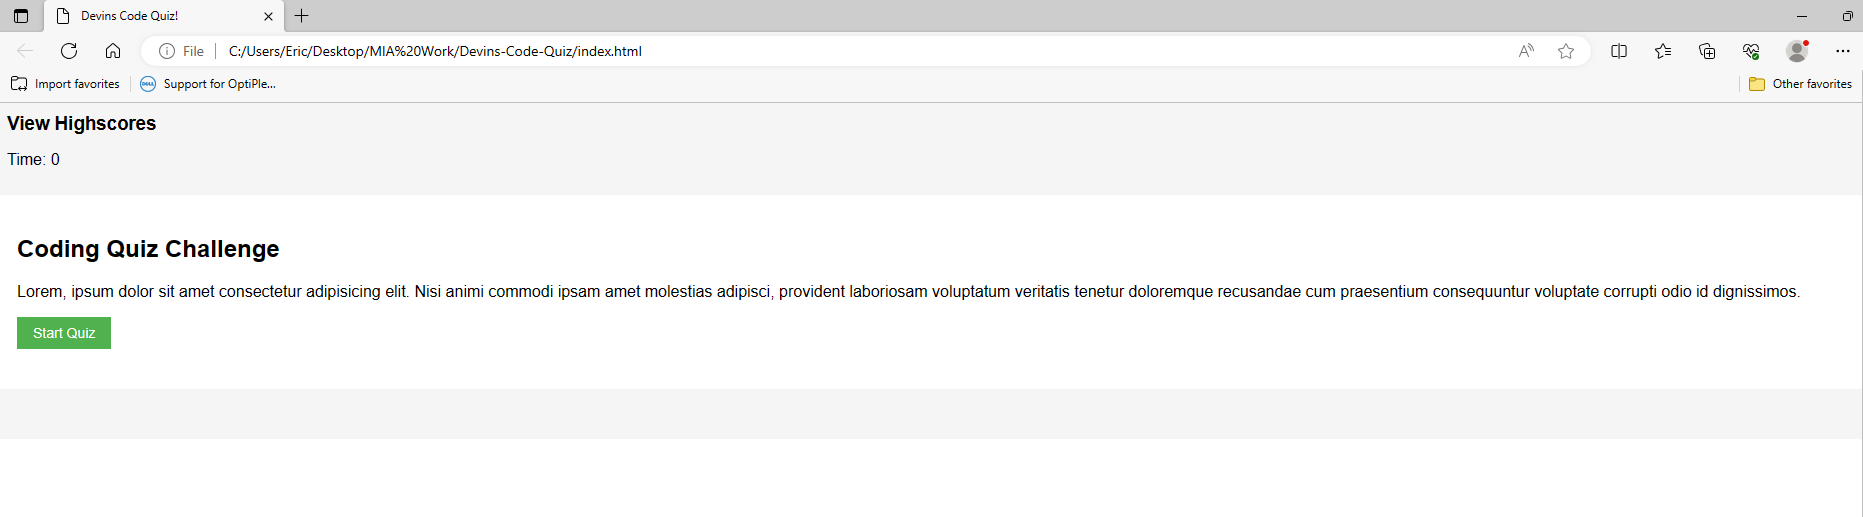 Devins Code Quiz!
File C:/Users/Eric/Desktop/MIA%20Work/Devins-Code-Quiz/index.html
Import favorites DELL Support for OptiPle... Other favorites
View Highscores
Time: 0
Coding Quiz Challenge
Lorem, ipsum dolor sit amet consectetur adipisicing elit. Nisi animi commodi ipsam amet molestias adipisci, provident laboriosam voluptatum veritatis tenetur doloremque recusandae cum praesentium consequuntur voluptate corrupti odio id dignissimos.
Start Quiz